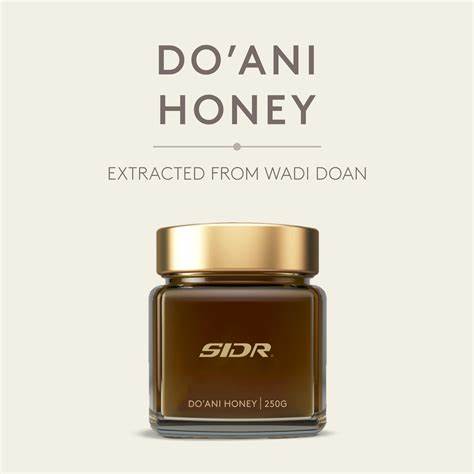 DO'ANI
HONEY
EXTRACTED FROM WADI DOAN
SIDR
DO'ANI HONEY | 250G